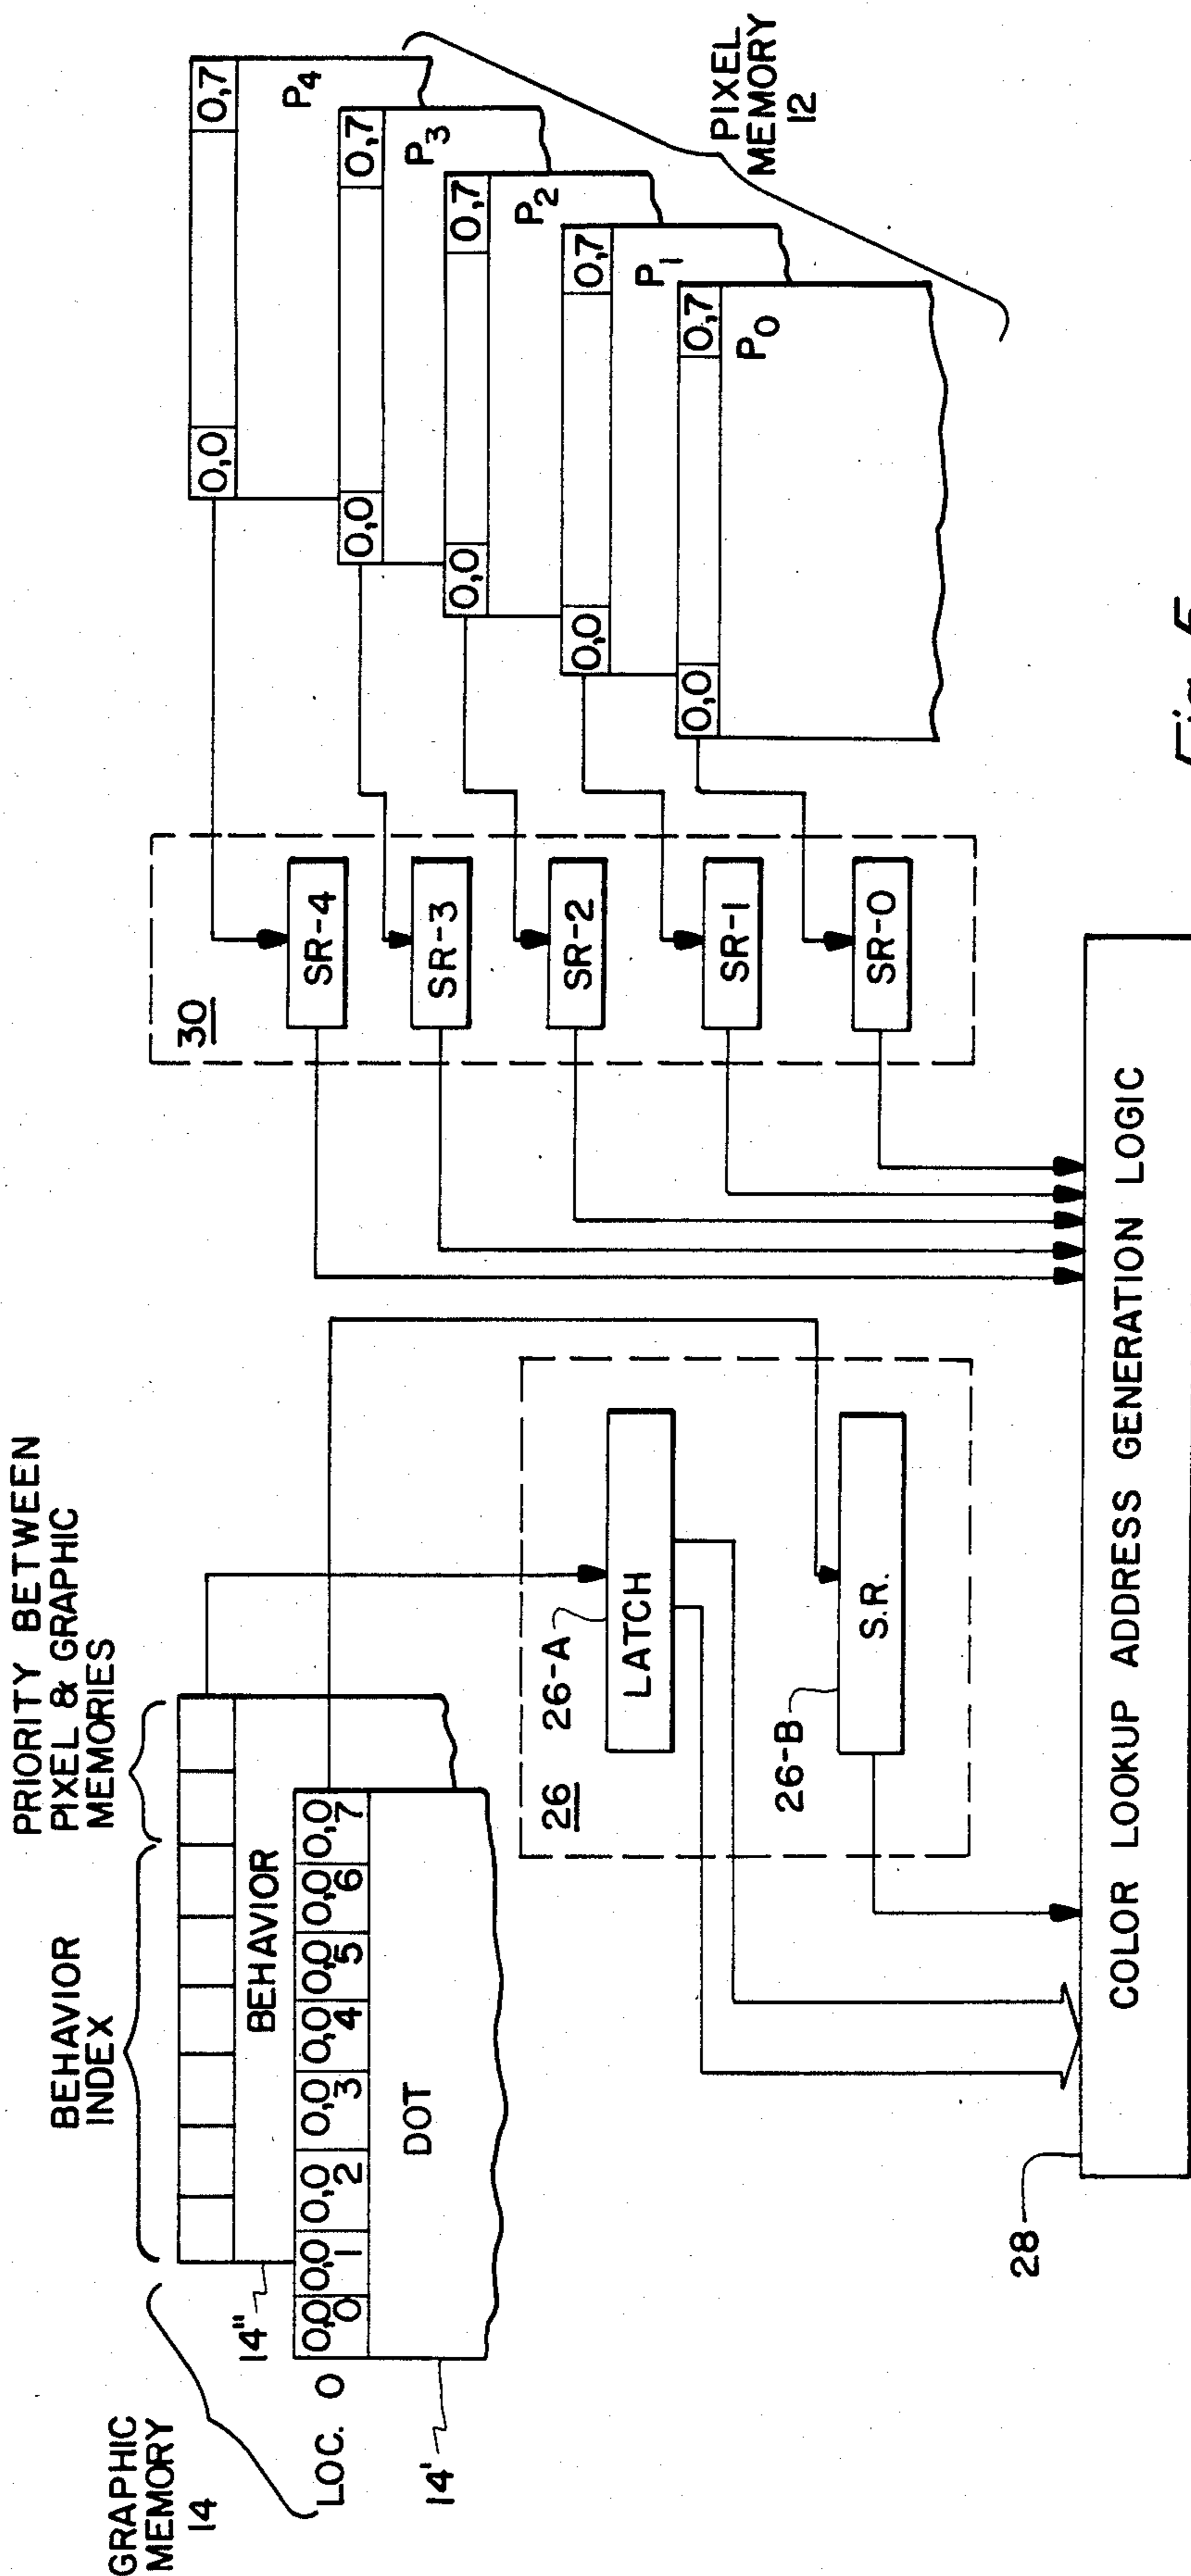 GRAPHIC
MEMORY
14
BEHAVIOR
INDEX
PRIORITY BETWEEN
PIXEL & GRAPHIC
MEMORIES
14"
BEHAVIOR
LOC. 0
0,0 0,0 0,0 0,0 0,0 0,0 0,0 0,0
0 1 2 3 4 5 6 7
14'
DOT
26
26-A
LATCH
26-B
S.R.
30
SR-4
SR-3
SR-2
SR-1
SR-0
0,0 0,7
P4
0,0 0,7
P3
0,0 0,7
P2
0,0 0,7
P1
0,0 0,7
P0
PIXEL
MEMORY
12
28
COLOR LOOKUP ADDRESS GENERATION LOGIC